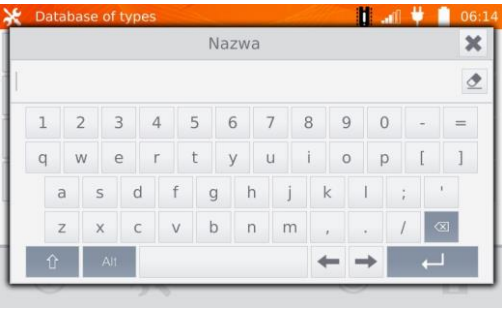 Database of types 06:14
Nazwa
1 2 3 4 5 6 7 8 9 0 - =
q w e r t y u i o p [ ]
a s d f g h j k l ; '
z x c v b n m , . /
Alt